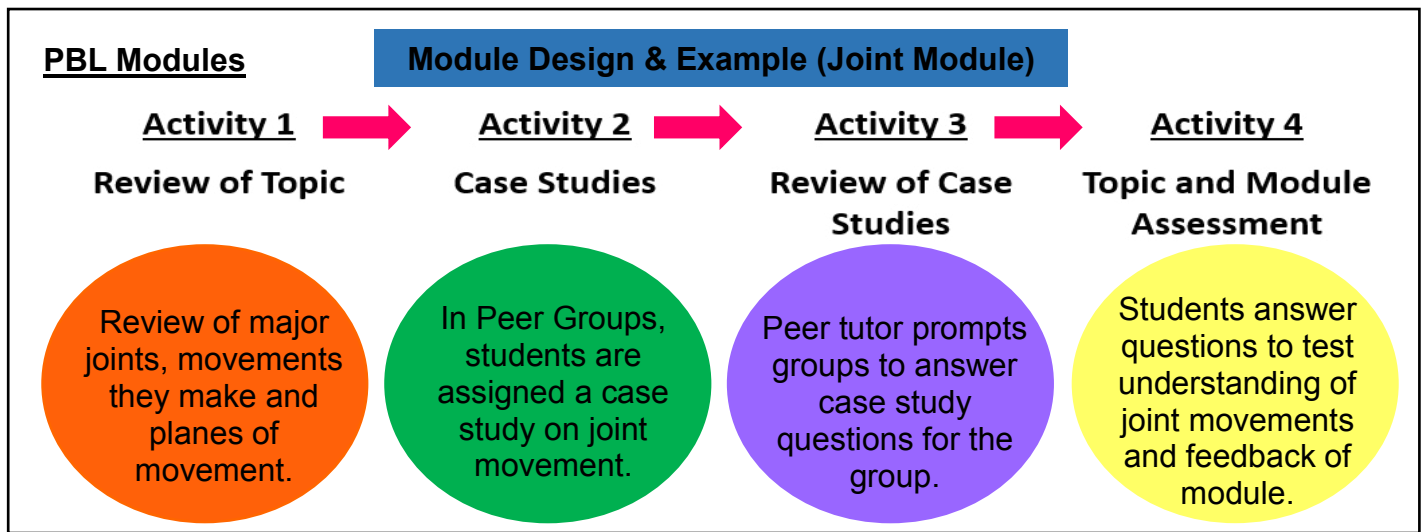 PBL Modules
Module Design & Example (Joint Module)
Activity 1
Activity 2
Activity 3
Activity 4
Review of Topic
Case Studies
Review of Case
Studies
Topic and Module
Assessment
Review of major
joints, movements
they make and
planes of
movement.
In Peer Groups,
students are
assigned a case
study on joint
movement.
Peer tutor prompts
groups to answer
case study
questions for the
group.
Students answer
questions to test
understanding of
joint movements
and feedback of
module.